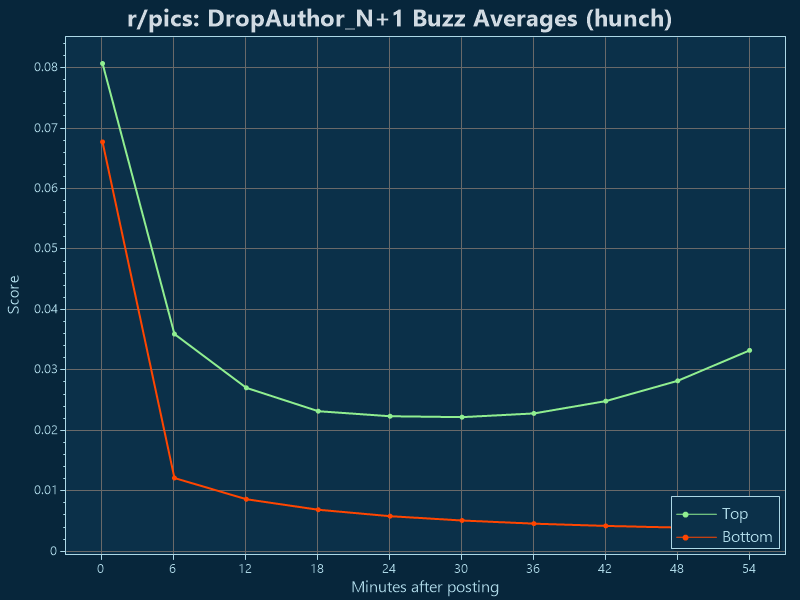 r/pics: DropAuthor_N+1 Buzz Averages (hunch)
0.08
0.07
0.06
0.05
0.04
0.03
0.02
0.01
0
Score
0 6 12 18 24 30 36 42 48 54
Minutes after posting
Top
Bottom